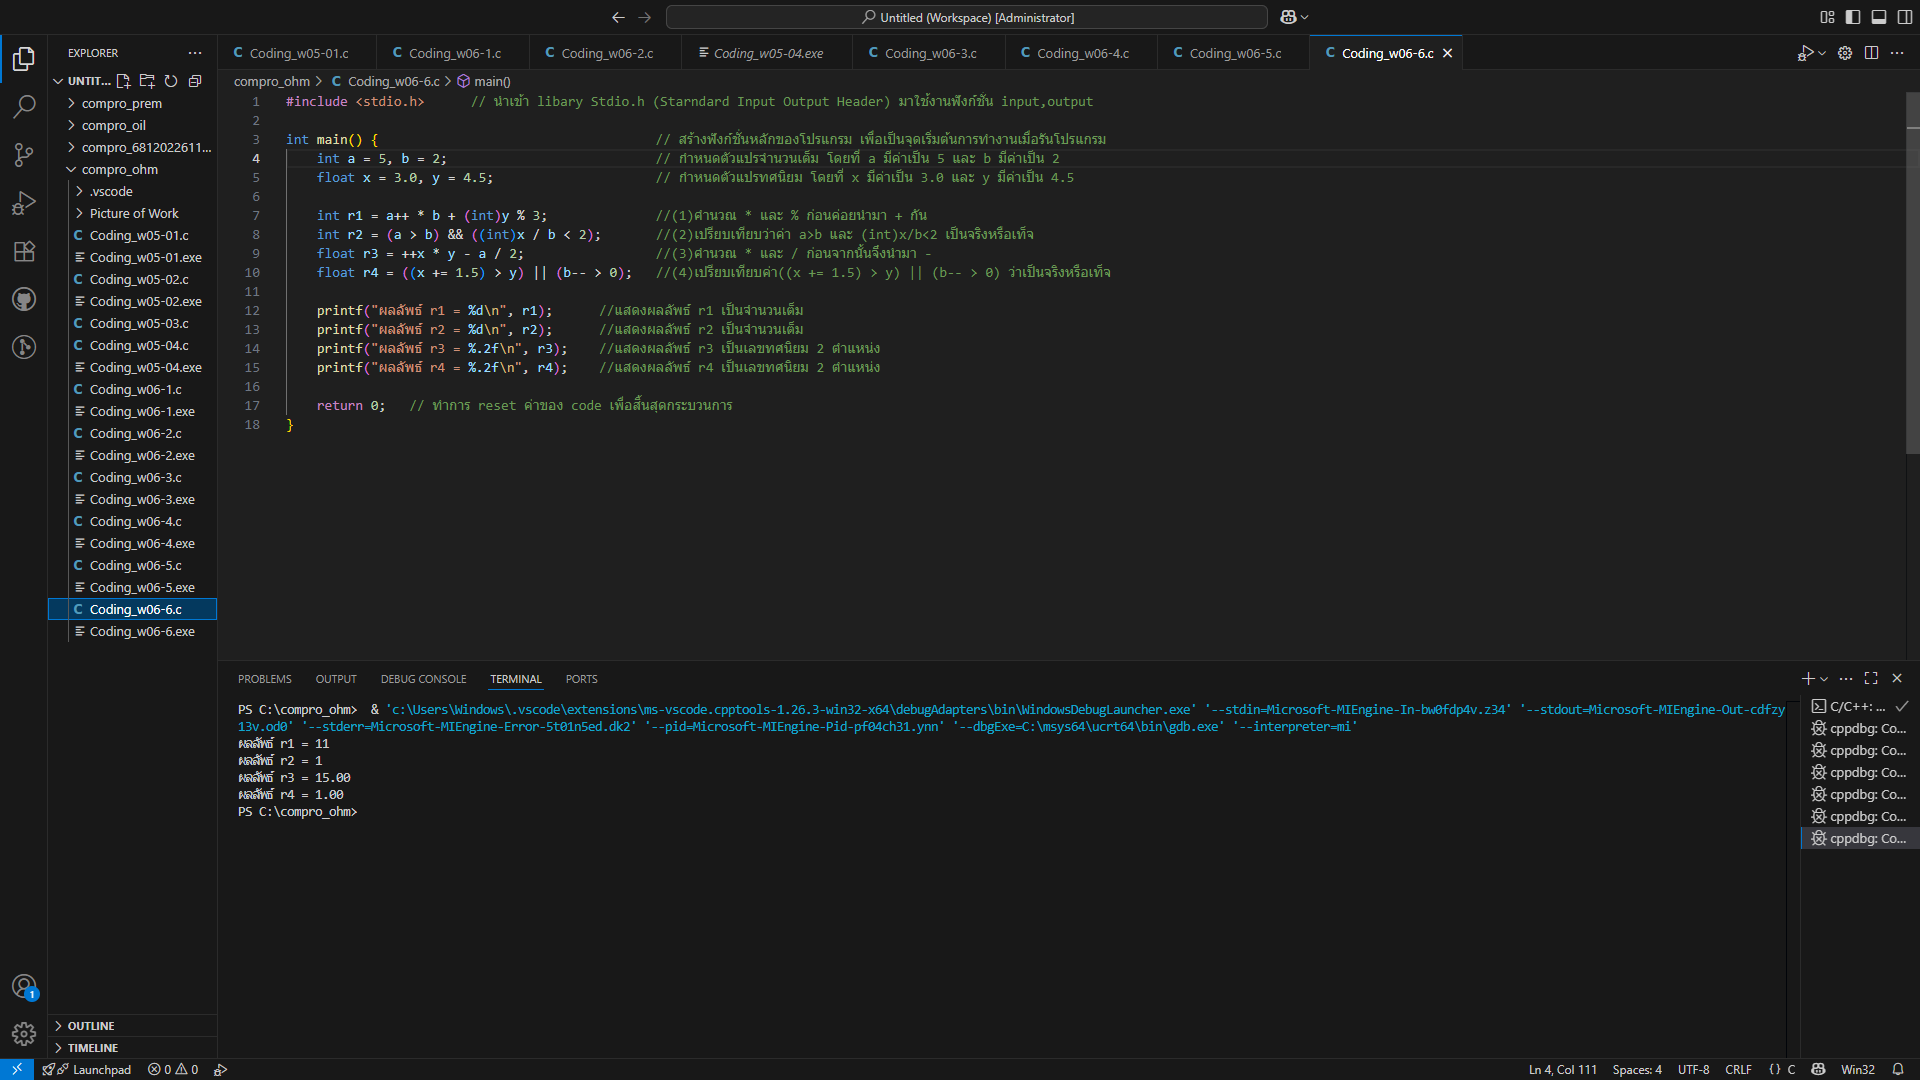 Untitled (Workspace) [Administrator]
EXPLORER
Coding_w05-01.c
Coding_w06-1.c
Coding_w06-2.c
Coding_w05-04.exe
Coding_w06-3.c
Coding_w06-4.c
Coding_w06-5.c
Coding_w06-6.c
UNTIT...
compro_prem
compro_oil
compro_6812022611...
compro_ohm
.vscode
Picture of Work
Coding_w05-01.c
Coding_w05-01.exe
Coding_w05-02.c
Coding_w05-02.exe
Coding_w05-03.c
Coding_w05-04.c
Coding_w05-04.exe
Coding_w06-1.c
Coding_w06-1.exe
Coding_w06-2.c
Coding_w06-2.exe
Coding_w06-3.c
Coding_w06-3.exe
Coding_w06-4.c
Coding_w06-4.exe
Coding_w06-5.c
Coding_w06-5.exe
Coding_w06-6.c
Coding_w06-6.exe
OUTLINE
TIMELINE
compro_ohm > C Coding_w06-6.c > main()
1 #include <stdio.h> // นำเข้า libary Stdio.h (Starndard Input Output Header) มาใช้งานฟังก์ชั่น input,output
2
3 int main() { // สร้างฟังก์ชั่นหลักของโปรแกรม เพื่อเป็นจุดเริ่มต้นการทำงานเมื่อรันโปรแกรม
4 int a = 5, b = 2; // กำหนดตัวแปรจำนวนเต็ม โดยที่ a มีค่าเป็น 5 และ b มีค่าเป็น 2
5 float x = 3.0, y = 4.5; // กำหนดตัวแปรทศนิยม โดยที่ x มีค่าเป็น 3.0 และ y มีค่าเป็น 4.5
6
7 int r1 = a++ * b + (int)y % 3; //(1)คำนวณ * และ % ก่อนค่อยนำมา + กัน
8 int r2 = (a > b) && ((int)x / b < 2); //(2)เปรียบเทียบว่าค่า a>b และ (int)x/b<2 เป็นจริงหรือเท็จ
9 float r3 = ++x * y - a / 2; //(3)คำนวณ * และ / ก่อนจากนั้นจึงนำมา -
10 float r4 = ((x += 1.5) > y) || (b-- > 0); //(4)เปรียบเทียบค่า((x += 1.5) > y) || (b-- > 0) ว่าเป็นจริงหรือเท็จ
11
12 printf("ผลลัพธ์ r1 = %d\n", r1); //แสดงผลลัพธ์ r1 เป็นจำนวนเต็ม
13 printf("ผลลัพธ์ r2 = %d\n", r2); //แสดงผลลัพธ์ r2 เป็นจำนวนเต็ม
14 printf("ผลลัพธ์ r3 = %.2f\n", r3); //แสดงผลลัพธ์ r3 เป็นเลขทศนิยม 2 ตำแหน่ง
15 printf("ผลลัพธ์ r4 = %.2f\n", r4); //แสดงผลลัพธ์ r4 เป็นเลขทศนิยม 2 ตำแหน่ง
16
17 return 0; // ทำการ reset ค่าของ code เพื่อสิ้นสุดกระบวนการ
18 }
PROBLEMS OUTPUT DEBUG CONSOLE TERMINAL PORTS
PS C:\compro_ohm> & 'c:\Users\Windows\.vscode\extensions\ms-vscode.cpptools-1.26.3-win32-x64\debugAdapters\bin\WindowsDebugLauncher.exe' '--stdin=Microsoft-MIEngine-In-bw0fdp4v.z34' '--stdout=Microsoft-MIEngine-Out-cdfzy
13v.od0' '--stderr=Microsoft-MIEngine-Error-5t01n5ed.dk2' '--pid=Microsoft-MIEngine-Pid-pf04ch31.ynn' '--dbgExe=C:\msys64\ucrt64\bin\gdb.exe' '--interpreter=mi'
ผลลัพธ์ r1 = 11
ผลลัพธ์ r2 = 1
ผลลัพธ์ r3 = 15.00
ผลลัพธ์ r4 = 1.00
PS C:\compro_ohm>
C/C++: ...
cppdbg: Co...
cppdbg: Co...
cppdbg: Co...
cppdbg: Co...
cppdbg: Co...
cppdbg: Co...
1
Launchpad 0 0
Ln 4, Col 111 Spaces: 4 UTF-8 CRLF {} C Win32